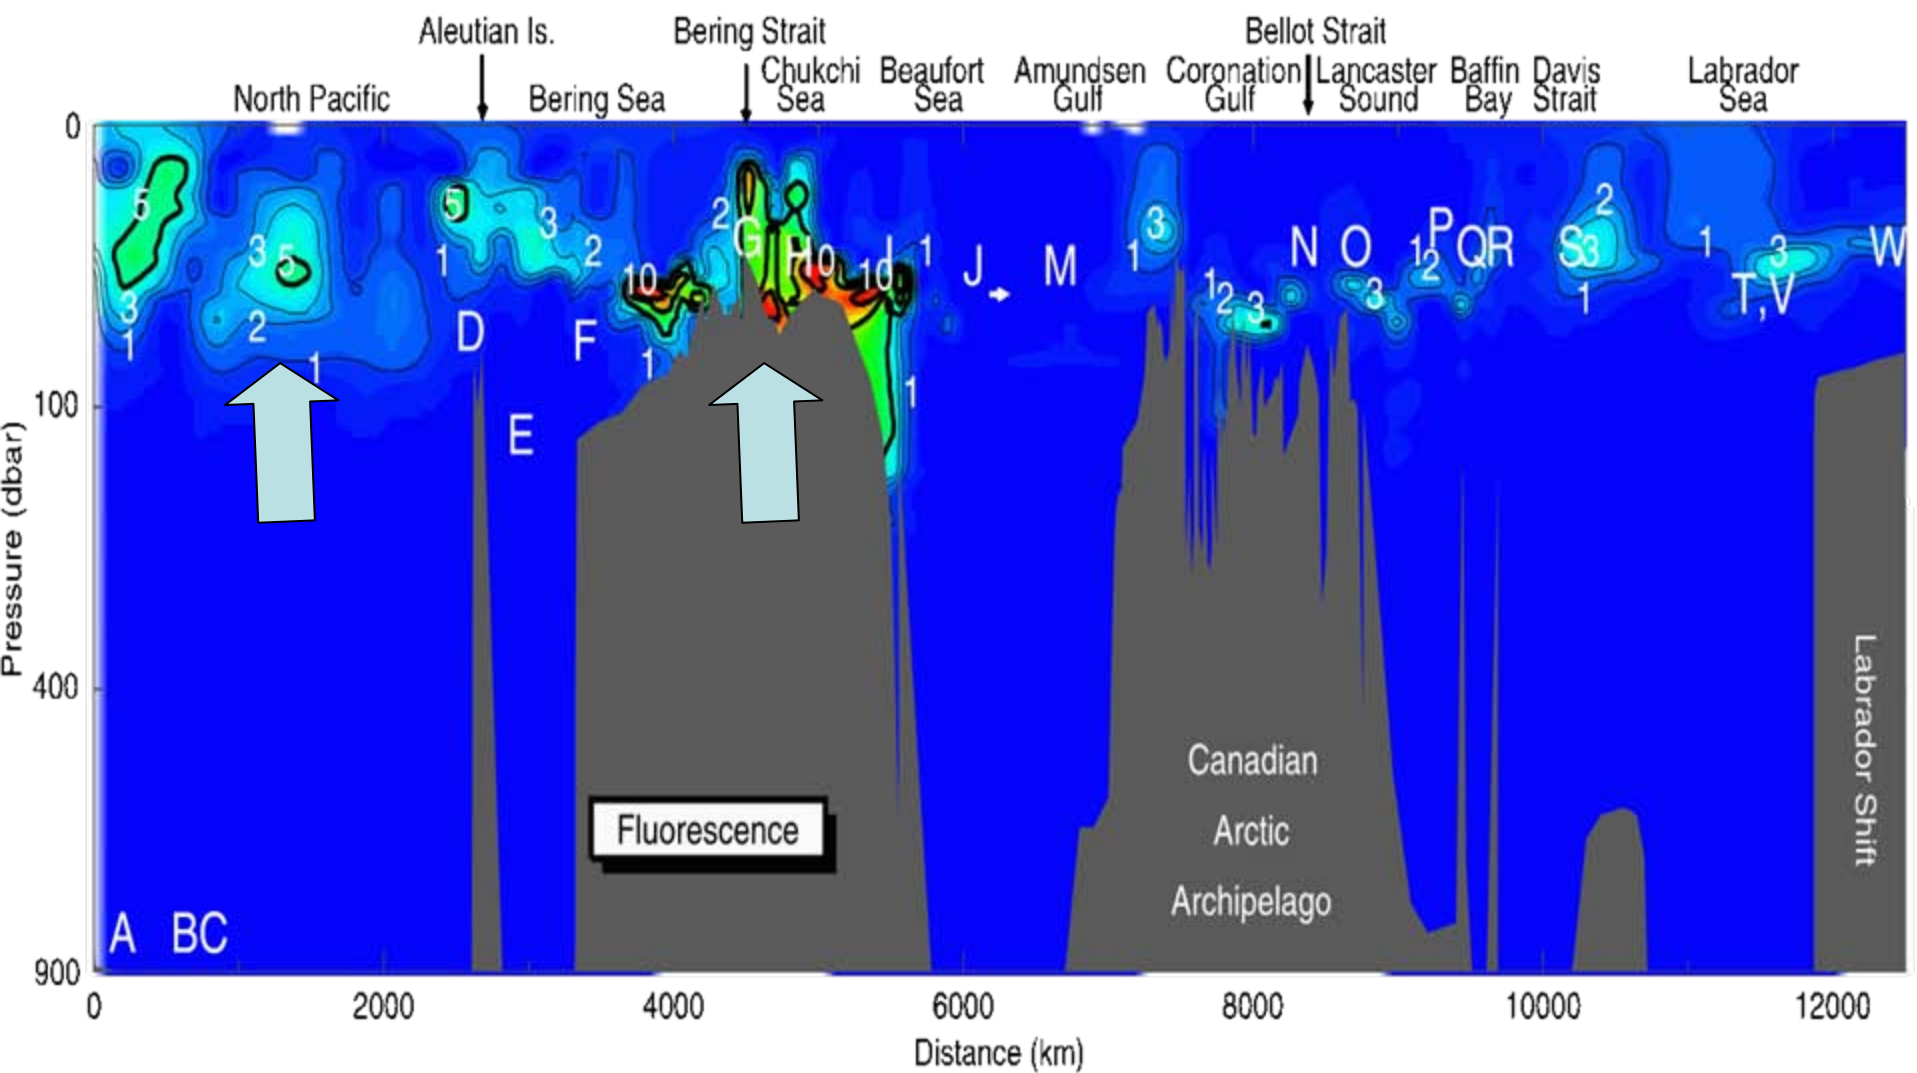 Aleutian Is.
Bering Strait
Bellot Strait
North Pacific
Bering Sea
Chukchi
Sea
Beaufort
Sea
Amundsen
Gulf
Coronation
Gulf
Lancaster
Sound
Baffin
Bay
Davis
Strait
Labrador
Sea
0
100
400
900
Pressure (dbar)
5
3
1
3
5
2
1
5
1
3
2
10
1
2
G
H0
10
I
1
1
J
M
3
1
1
2
3
N
O
3
P
1
2
Q
R
2
S
3
1
1
3
T,V
W
D
F
E
A
BC
Fluorescence
Canadian
Arctic
Archipelago
Labrador Shift
0
2000
4000
6000
8000
10000
12000
Distance (km)